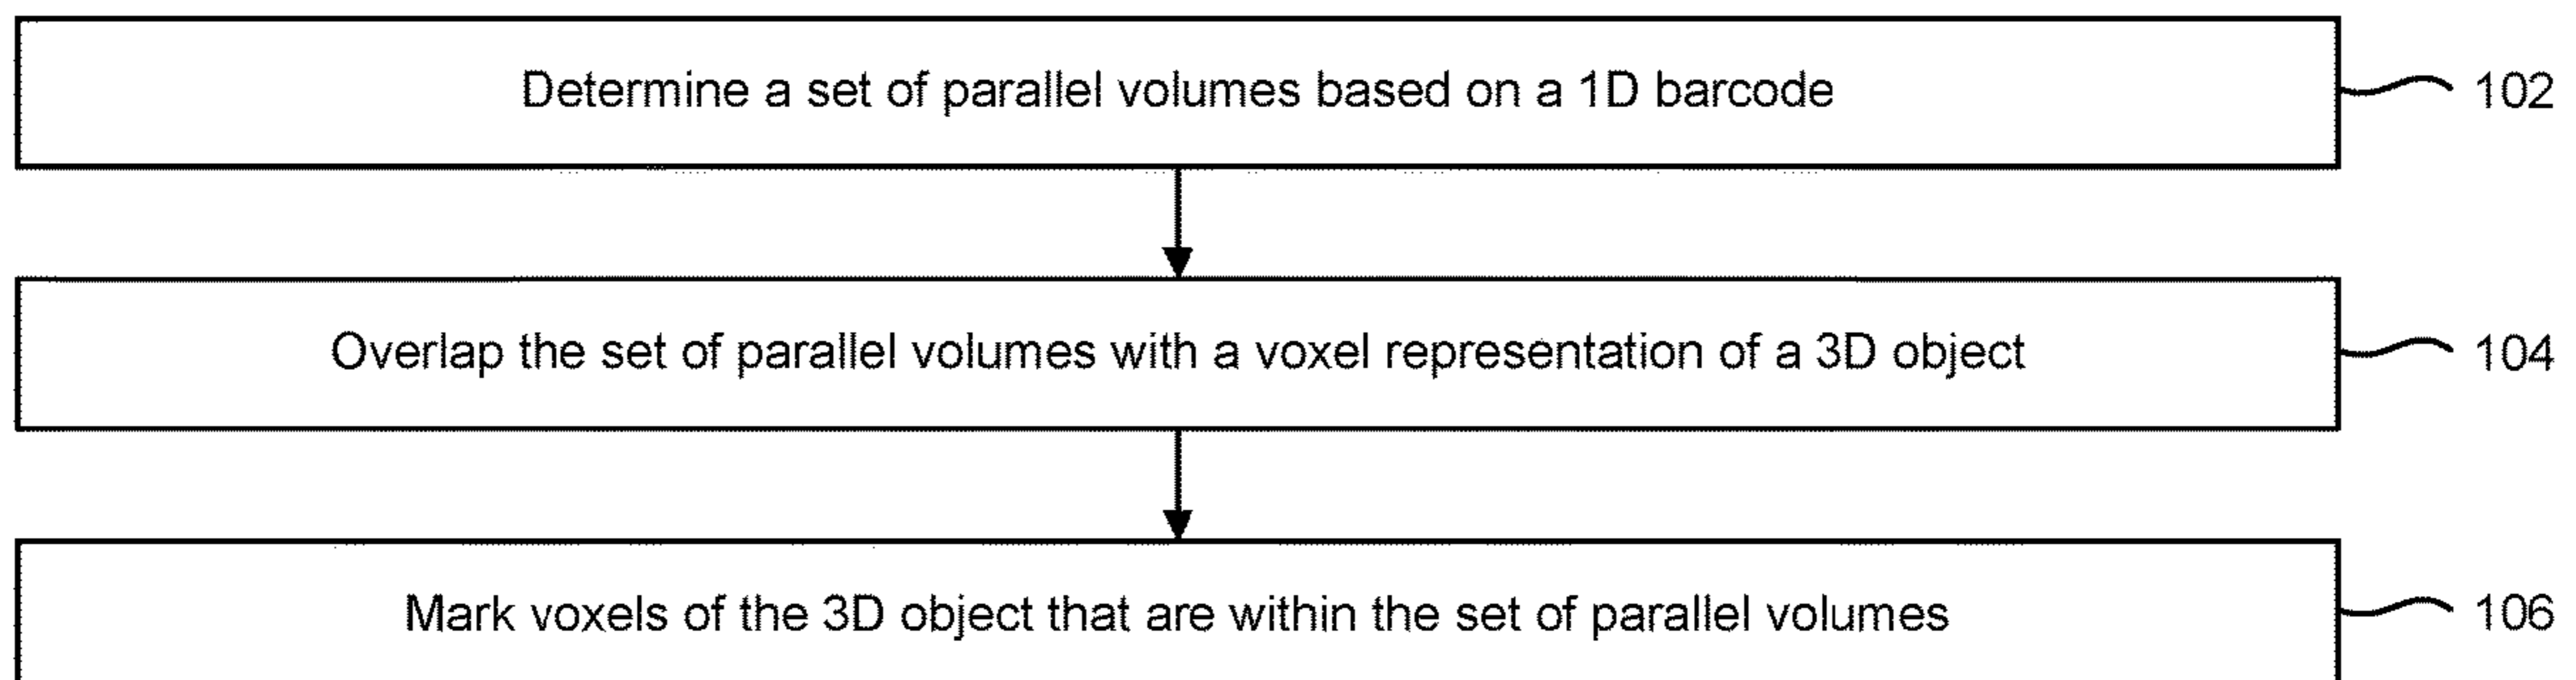 Determine a set of parallel volumes based on a 1D barcode
102
Overlap the set of parallel volumes with a voxel representation of a 3D object
104
Mark voxels of the 3D object that are within the set of parallel volumes
106